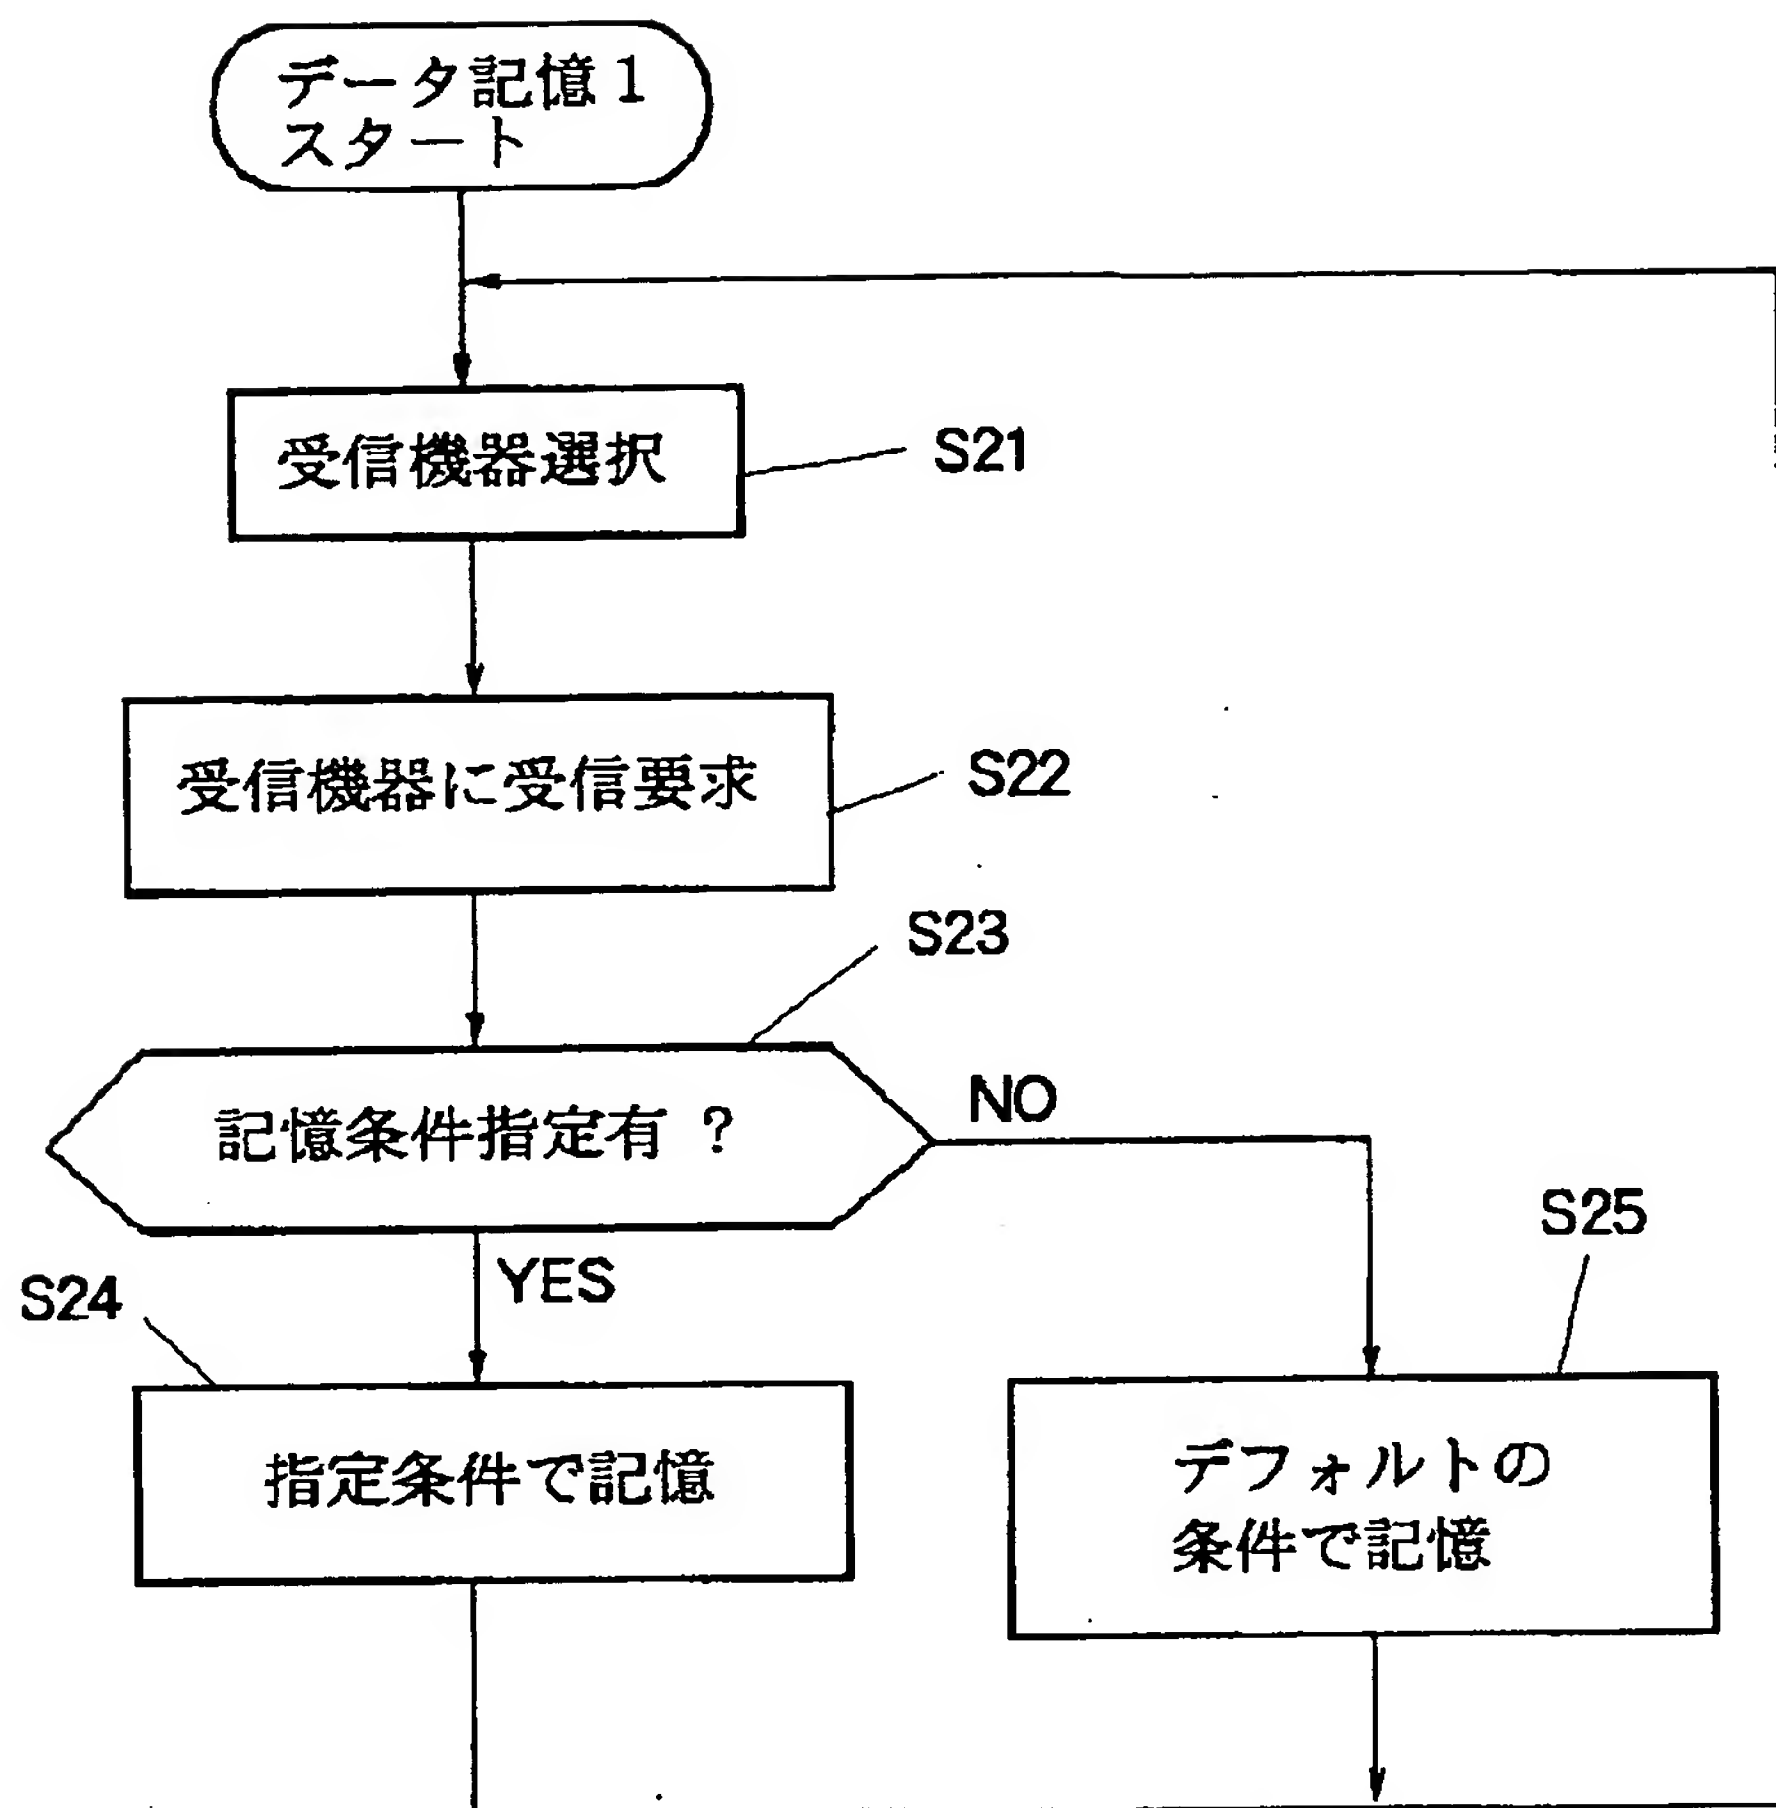 データ記憶1
スタート
受信機器選択
S21
受信機器に受信要求
S22
S23
記憶条件指定有 ?
NO
YES
S24
S25
指定条件で記憶
デフォルトの
条件で記憶